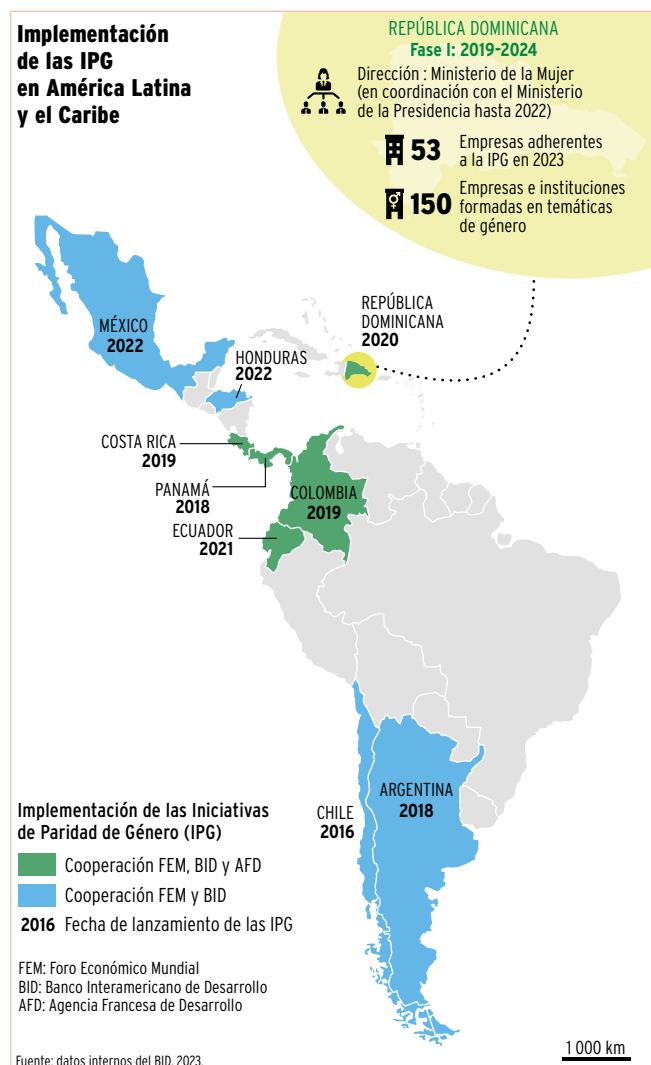 Implementación
de las IPG
en América Latina
y el Caribe
REPÚBLICA DOMINICANA
Fase I: 2019-2024
Dirección : Ministerio de la Mujer
(en coordinación con el Ministerio
de la Presidencia hasta 2022)
53 Empresas adherentes
a la IPG en 2023
150 Empresas e instituciones
formadas en temáticas
de género
REPÚBLICA
DOMINICANA
2020
MÉXICO
2022
HONDURAS
2022
COSTA RICA
2019
PANAMÁ
2018
COLOMBIA
2019
ECUADOR
2021
ARGENTINA
2018
CHILE
2016
Implementación de las Iniciativas
de Paridad de Género (IPG)
Cooperación FEM, BID y AFD
Cooperación FEM y BID
2016 Fecha de lanzamiento de las IPG
FEM: Foro Económico Mundial
BID: Banco Interamericano de Desarrollo
AFD: Agencia Francesa de Desarrollo
Fuente: datos internos del BID, 2023.
1 000 km